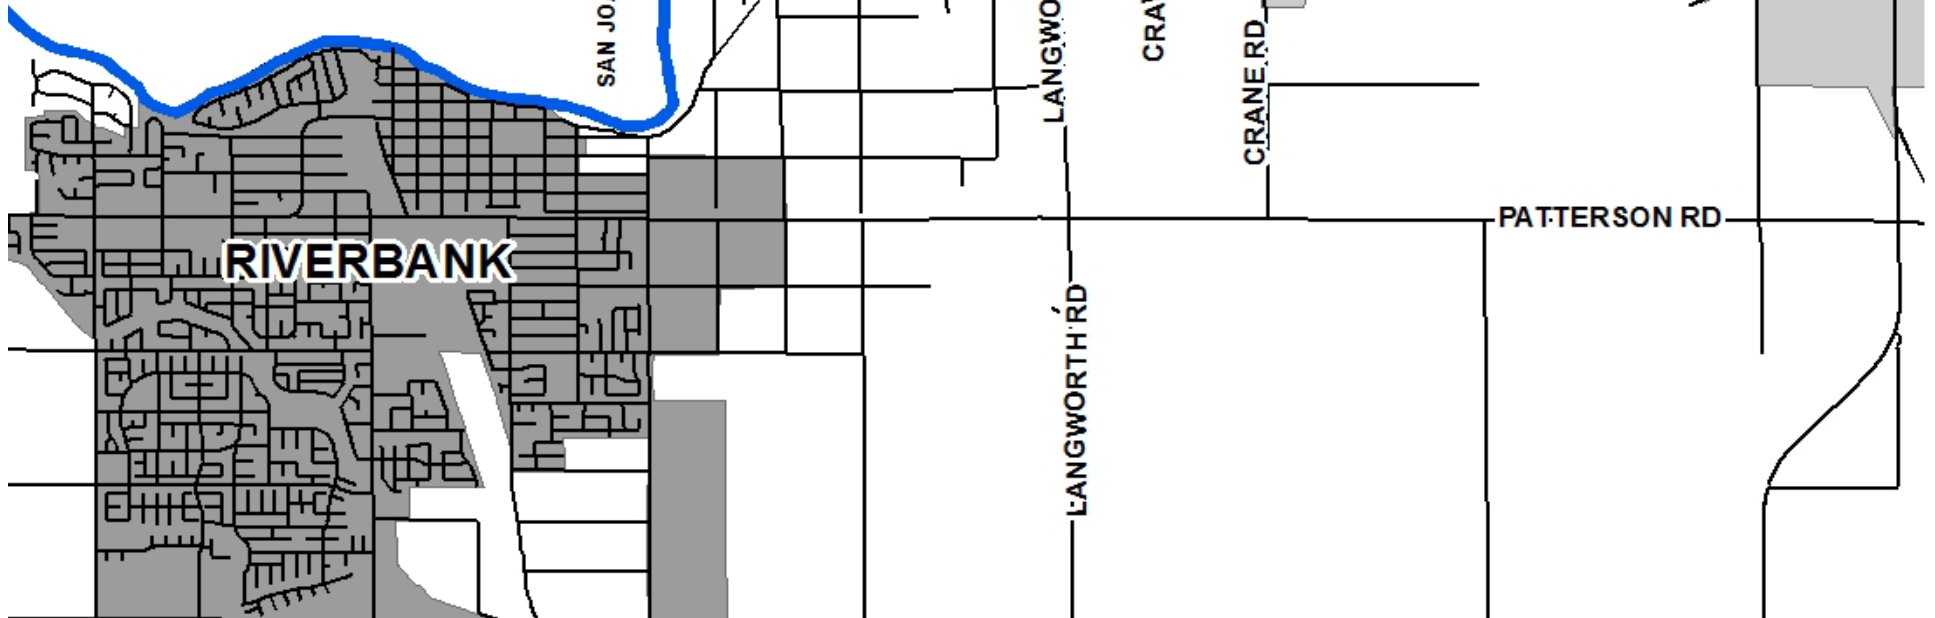 SAN JO
LANGWO
CRA
CRANE RD
PATTERSON RD
RIVERBANK
LANGWORTH RD